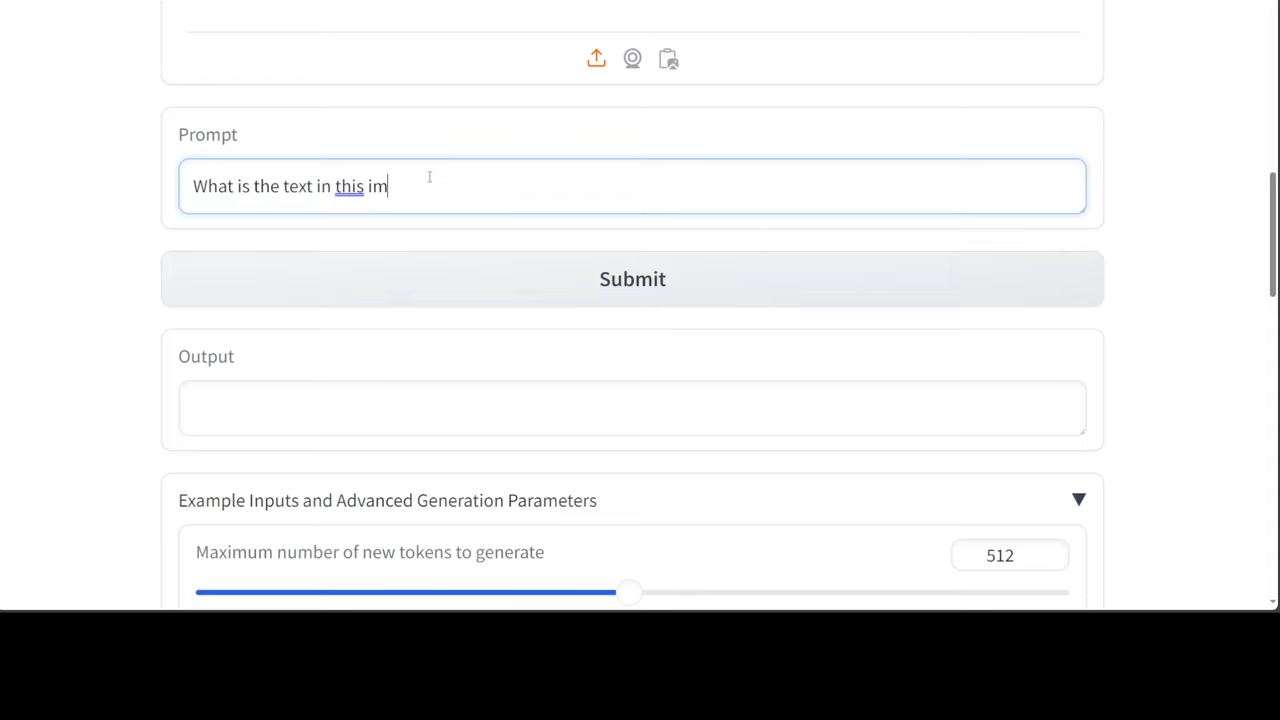 Prompt
What is the text in this im
Submit
Output
Example Inputs and Advanced Generation Parameters
Maximum number of new tokens to generate
512